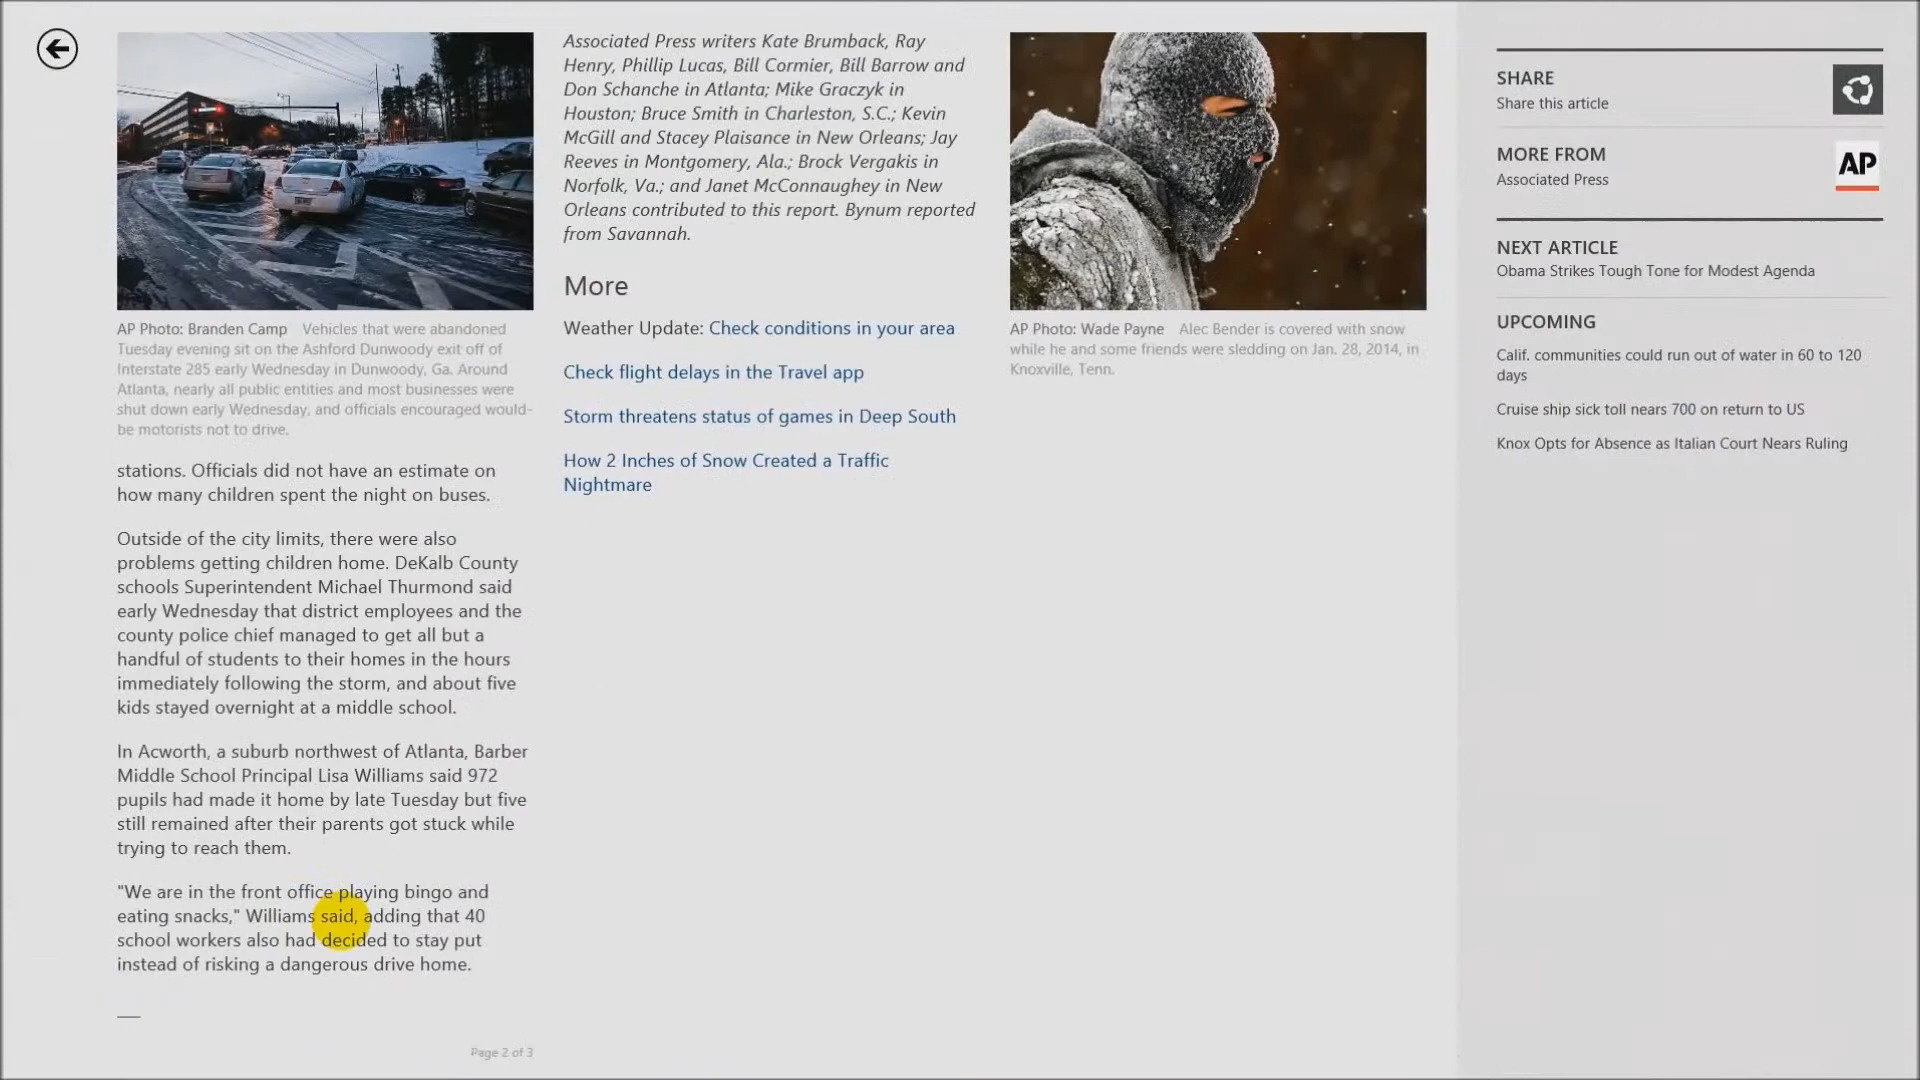 AP Photo: Branden Camp Vehicles that were abandoned
Tuesday evening sit on the Ashford Dunwoody exit off of
Interstate 285 early Wednesday in Dunwoody, Ga. Around
Atlanta, nearly all public entities and most businesses were
shut down early Wednesday, and officials encouraged would-
be motorists not to drive.
stations. Officials did not have an estimate on
how many children spent the night on buses.
Outside of the city limits, there were also
problems getting children home. DeKalb County
schools Superintendent Michael Thurmond said
early Wednesday that district employees and the
county police chief managed to get all but a
handful of students to their homes in the hours
immediately following the storm, and about five
kids stayed overnight at a middle school.
In Acworth, a suburb northwest of Atlanta, Barber
Middle School Principal Lisa Williams said 972
pupils had made it home by late Tuesday but five
still remained after their parents got stuck while
trying to reach them.
"We are in the front office playing bingo and
eating snacks," Williams said, adding that 40
school workers also had decided to stay put
instead of risking a dangerous drive home.
Page 2 of 3
Associated Press writers Kate Brumback, Ray
Henry, Phillip Lucas, Bill Cormier, Bill Barrow and
Don Schanche in Atlanta; Mike Graczyk in
Houston; Bruce Smith in Charleston, S.C.; Kevin
McGill and Stacey Plaisance in New Orleans; Jay
Reeves in Montgomery, Ala.; Brock Vergakis in
Norfolk, Va.; and Janet McConnaughey in New
Orleans contributed to this report. Bynum reported
from Savannah.
More
Weather Update: Check conditions in your area
Check flight delays in the Travel app
Storm threatens status of games in Deep South
How 2 Inches of Snow Created a Traffic
Nightmare
AP Photo: Wade Payne Alec Bender is covered with snow
while he and some friends were sledding on Jan. 28, 2014, in
Knoxville, Tenn.
SHARE
Share this article
MORE FROM
Associated Press
AP
NEXT ARTICLE
Obama Strikes Tough Tone for Modest Agenda
UPCOMING
Calif. communities could run out of water in 60 to 120
days
Cruise ship sick toll nears 700 on return to US
Knox Opts for Absence as Italian Court Nears Ruling